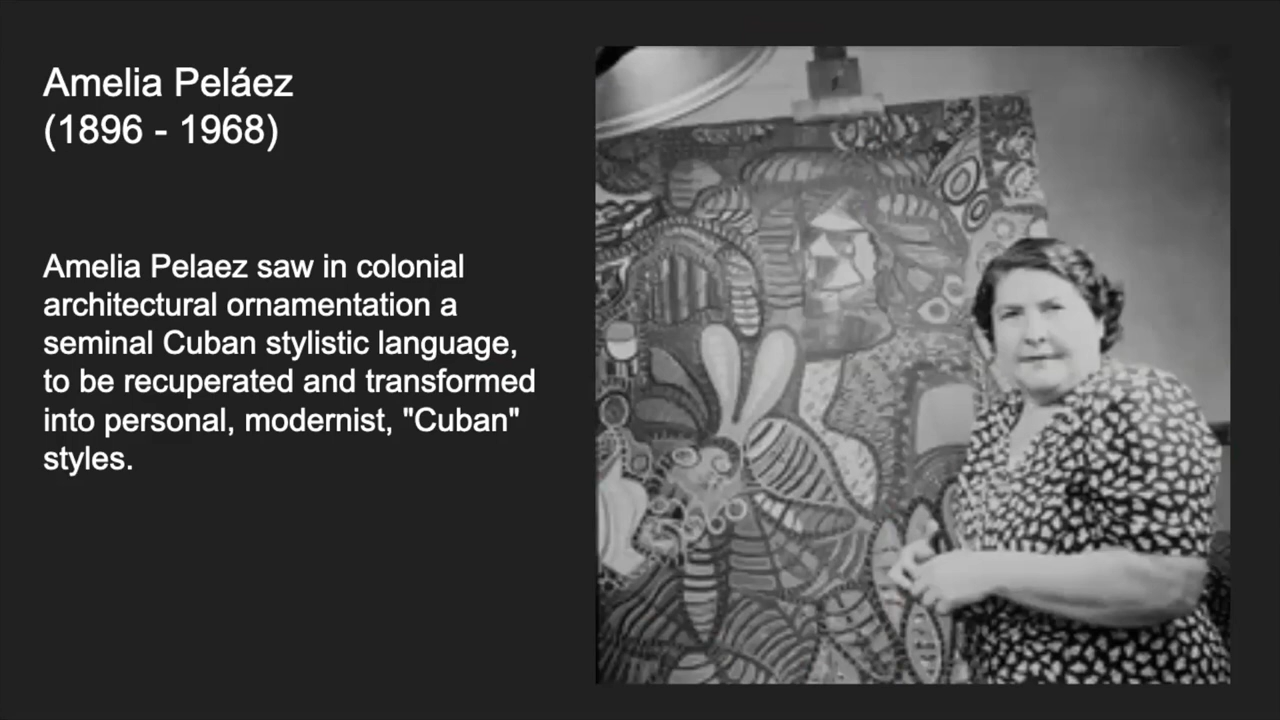 Amelia Peláez
(1896 - 1968)
Amelia Pelaez saw in colonial
architectural ornamentation a
seminal Cuban stylistic language,
to be recuperated and transformed
into personal, modernist, "Cuban"
styles.